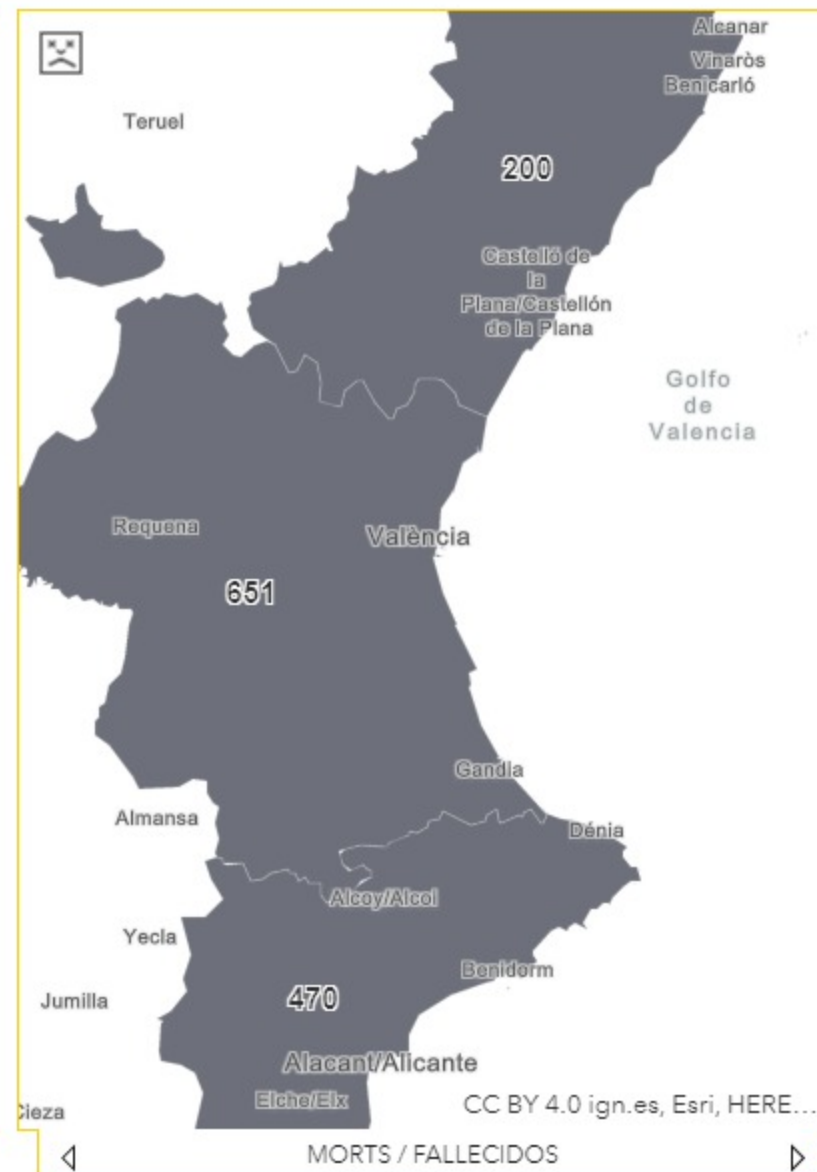 Alcanar
Vinaròs
Benicarló
Teruel
200
Castelló de
la
Plana/Castellón
de la Plana
Golfo
de
Valencia
Requena
València
651
Gandia
Almansa
Dénia
Alcoy/Alcoi
Yecla
Benidorm
470
Jumilla
Alacant/Alicante
Elche/Elx
Cieza
CC BY 4.0 ign.es, Esri, HERE...
MORTS / FALLECIDOS